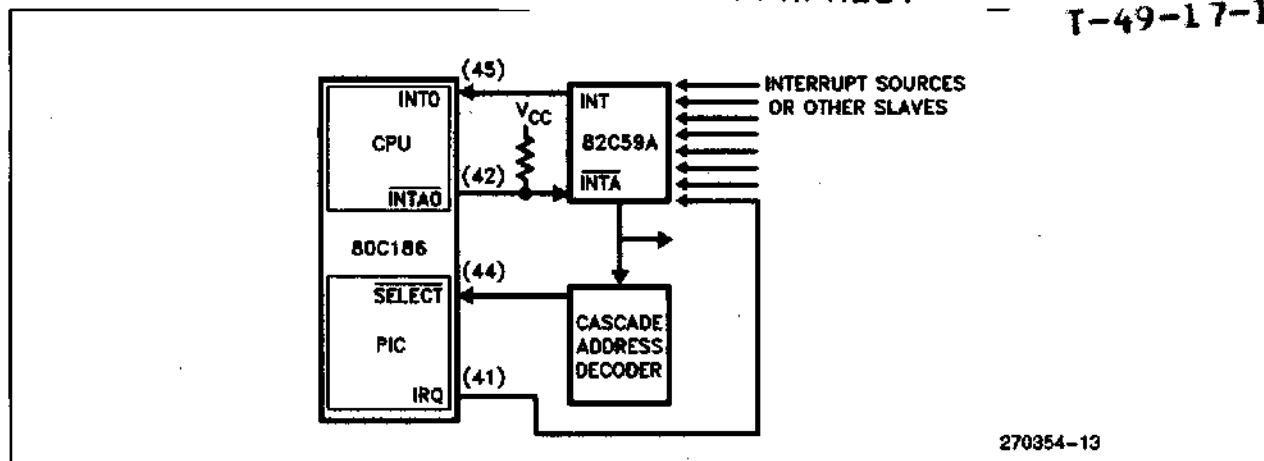 T-49-17-1
(45)
INTERRUPT SOURCES
OR OTHER SLAVES
INT0
VCC
INT
CPU
82C59A
(42)
INTA
INTA0
80C186
(44)
SELECT
CASCADE
ADDRESS
DECODER
PIC
(41)
IRQ
270354-13